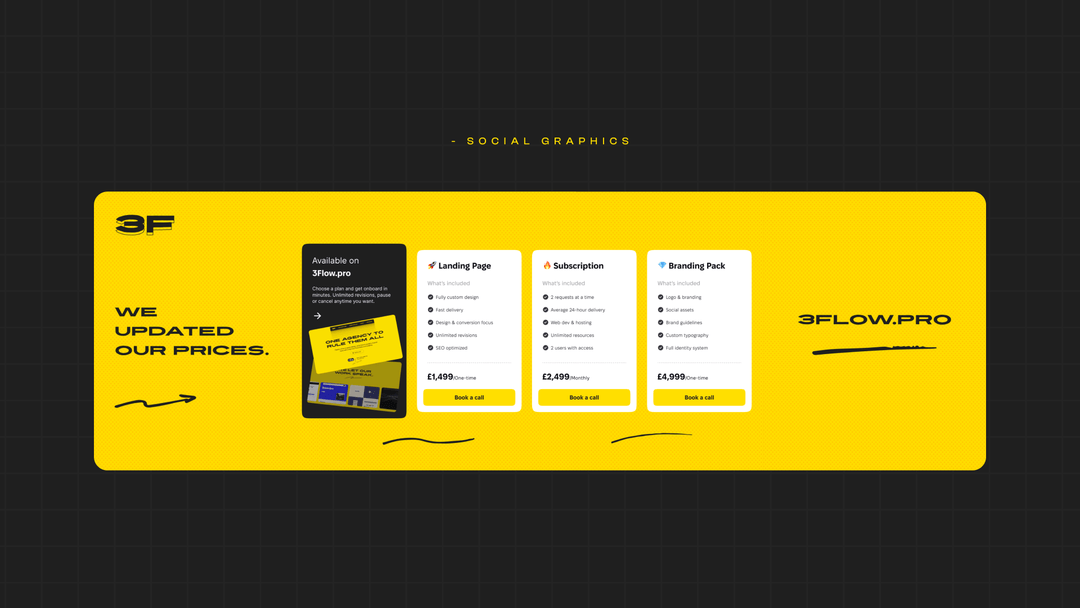 - SOCIAL GRAPHICS
3F
WE
UPDATED
OUR PRICES.
Available on
3Flow.pro
Choose a plan and get onboard in
minutes. Unlimited revisions, pause
or cancel anytime you want.
ONE AGENCY TO
RULE THEM ALL
LET OUR
WORK SPEAK.
🚀 Landing Page
What's included
Fully custom design
Fast delivery
Design & conversion focus
Unlimited revisions
SEO optimized
£1,499/One-time
Book a call
🔥 Subscription
What's included
2 requests at a time
Average 24-hour delivery
Web dev & hosting
Unlimited resources
2 users with access
£2,499/Monthly
Book a call
💎 Branding Pack
What's included
Logo & branding
Social assets
Brand guidelines
Custom typography
Full identity system
£4,999/One-time
Book a call
3FLOW.PRO